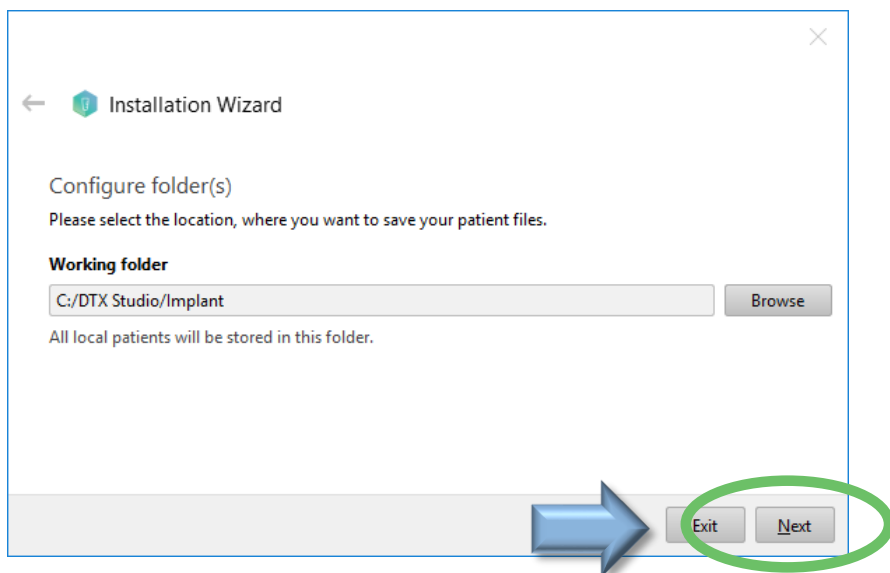 Installation Wizard
Configure folder(s)
Please select the location, where you want to save your patient files.
Working folder
C:/DTX Studio/Implant
Browse
All local patients will be stored in this folder.
Exit
Next